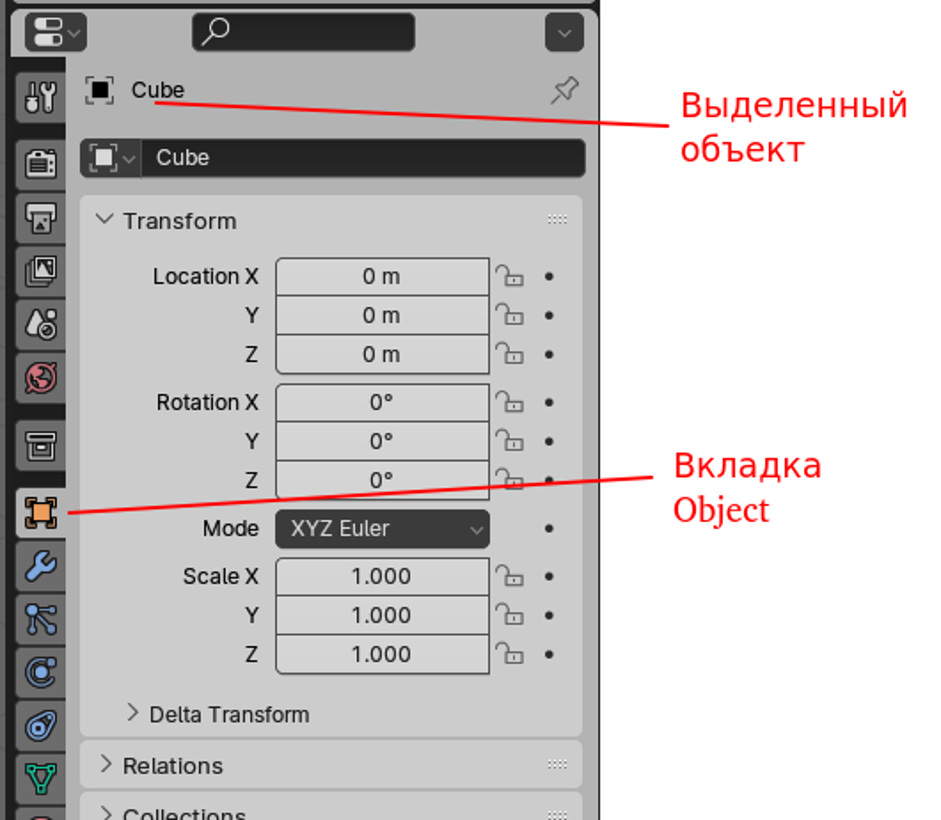 Cube
Выделенный
объект
Cube
Transform
Location X 0 m
Y 0 m
Z 0 m
Rotation X 0°
Y 0°
Z 0°
Вкладка
Object
Mode XYZ Euler
Scale X 1.000
Y 1.000
Z 1.000
Delta Transform
Relations
Collections